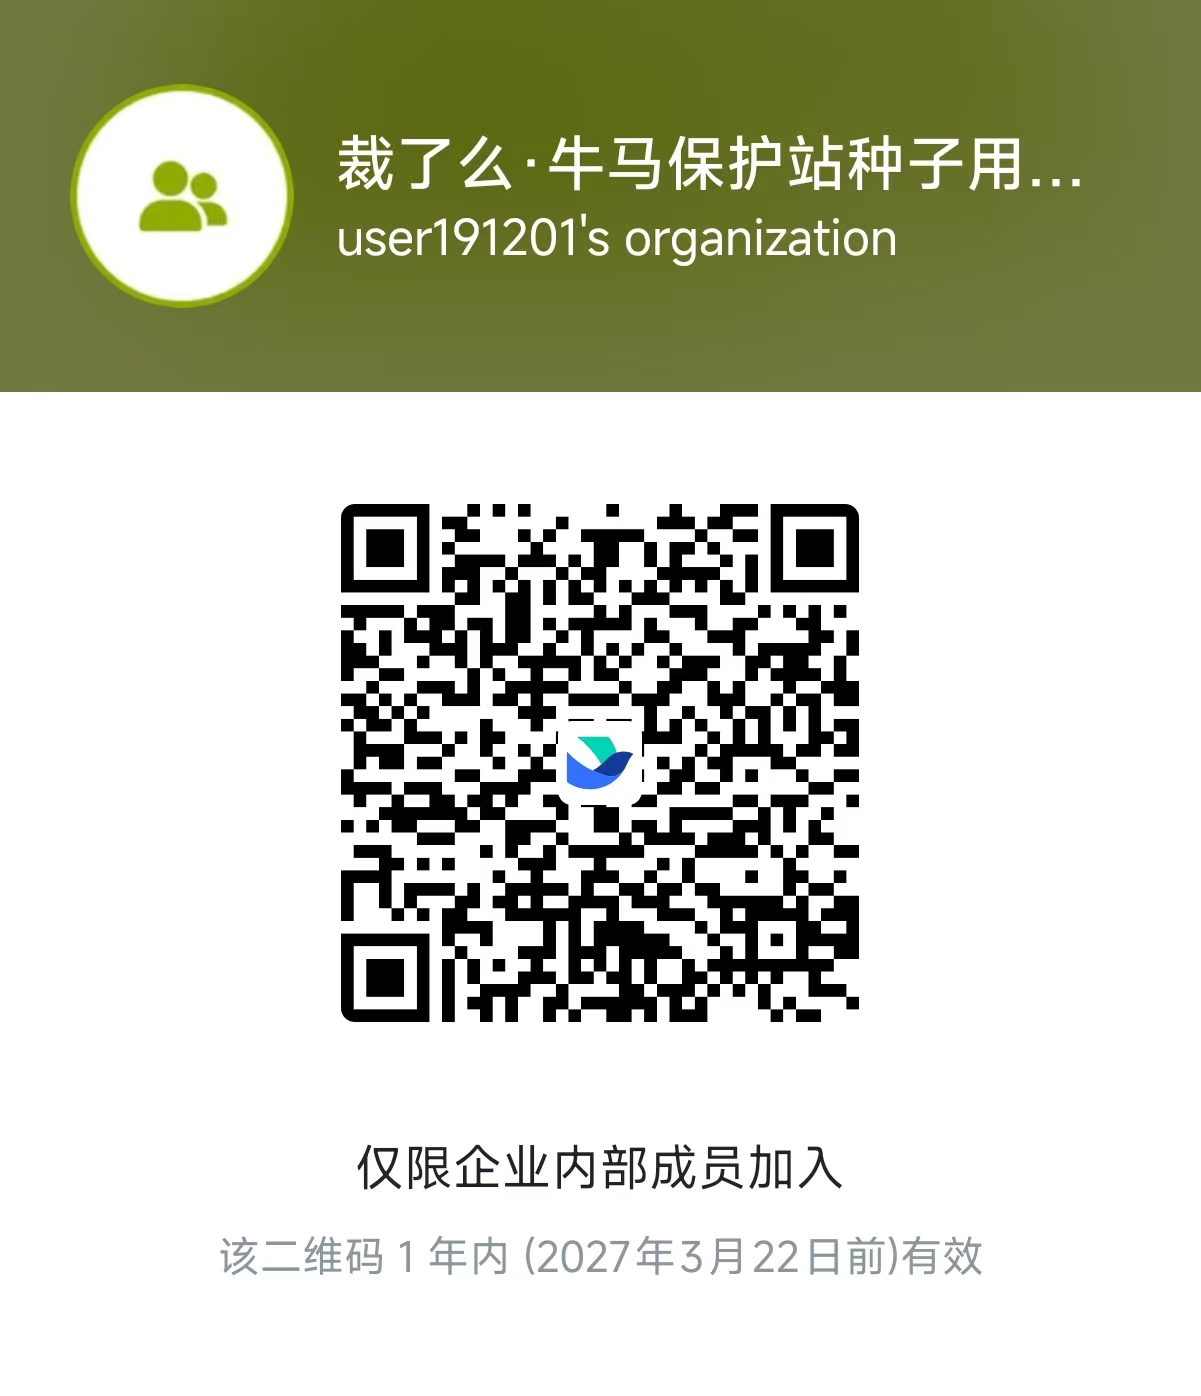 裁了么·牛马保护站种子用...
user191201's organization
仅限企业内部成员加入
该二维码 1 年内 (2027年3月22日前)有效